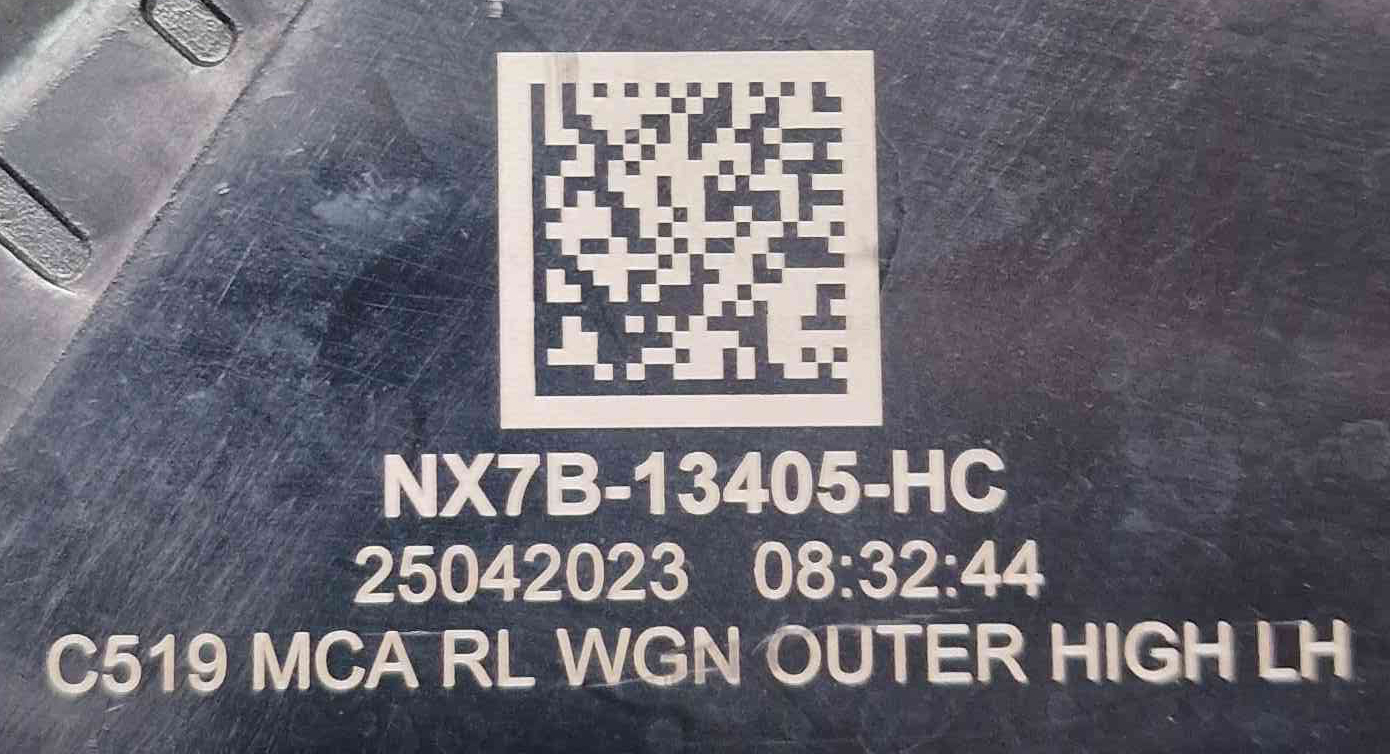 NX7B-13405-HC
25042023 08:32:44
C519 MCA RL WGN OUTER HIGH LH